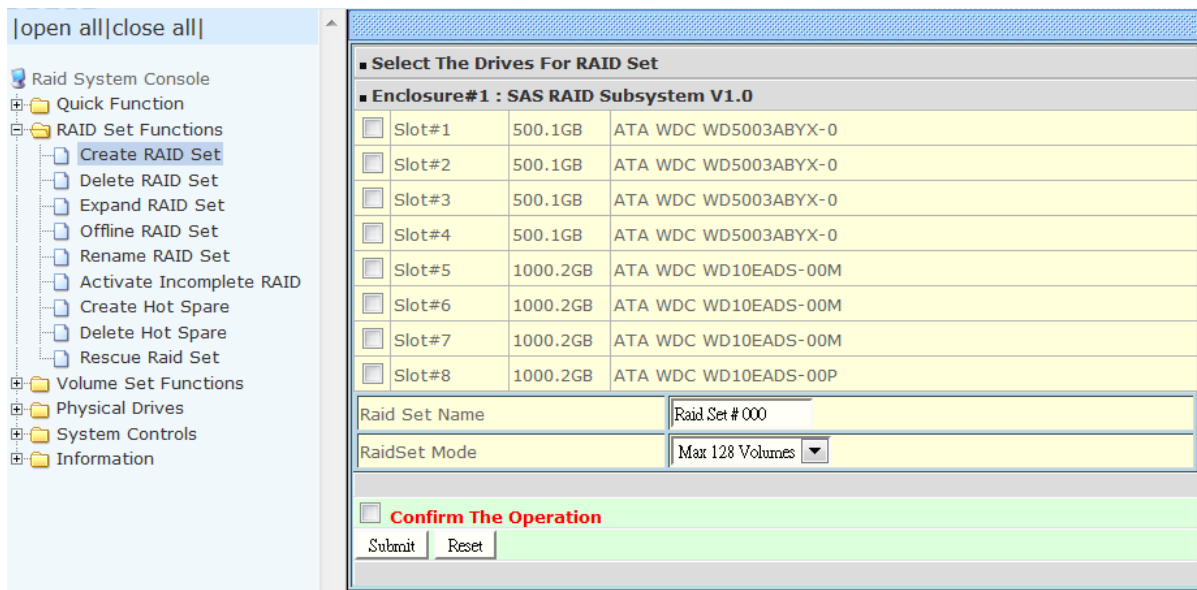 |open all|close all|
Raid System Console
Quick Function
RAID Set Functions
Create RAID Set
Delete RAID Set
Expand RAID Set
Offline RAID Set
Rename RAID Set
Activate Incomplete RAID
Create Hot Spare
Delete Hot Spare
Rescue Raid Set
Volume Set Functions
Physical Drives
System Controls
Information
Select The Drives For RAID Set
Enclosure#1 : SAS RAID Subsystem V1.0
Slot#1 500.1GB ATA WDC WD5003ABYX-0
Slot#2 500.1GB ATA WDC WD5003ABYX-0
Slot#3 500.1GB ATA WDC WD5003ABYX-0
Slot#4 500.1GB ATA WDC WD5003ABYX-0
Slot#5 1000.2GB ATA WDC WD10EADS-00M
Slot#6 1000.2GB ATA WDC WD10EADS-00M
Slot#7 1000.2GB ATA WDC WD10EADS-00M
Slot#8 1000.2GB ATA WDC WD10EADS-00P
Raid Set Name Raid Set # 000
RaidSet Mode Max 128 Volumes
Confirm The Operation
Submit Reset